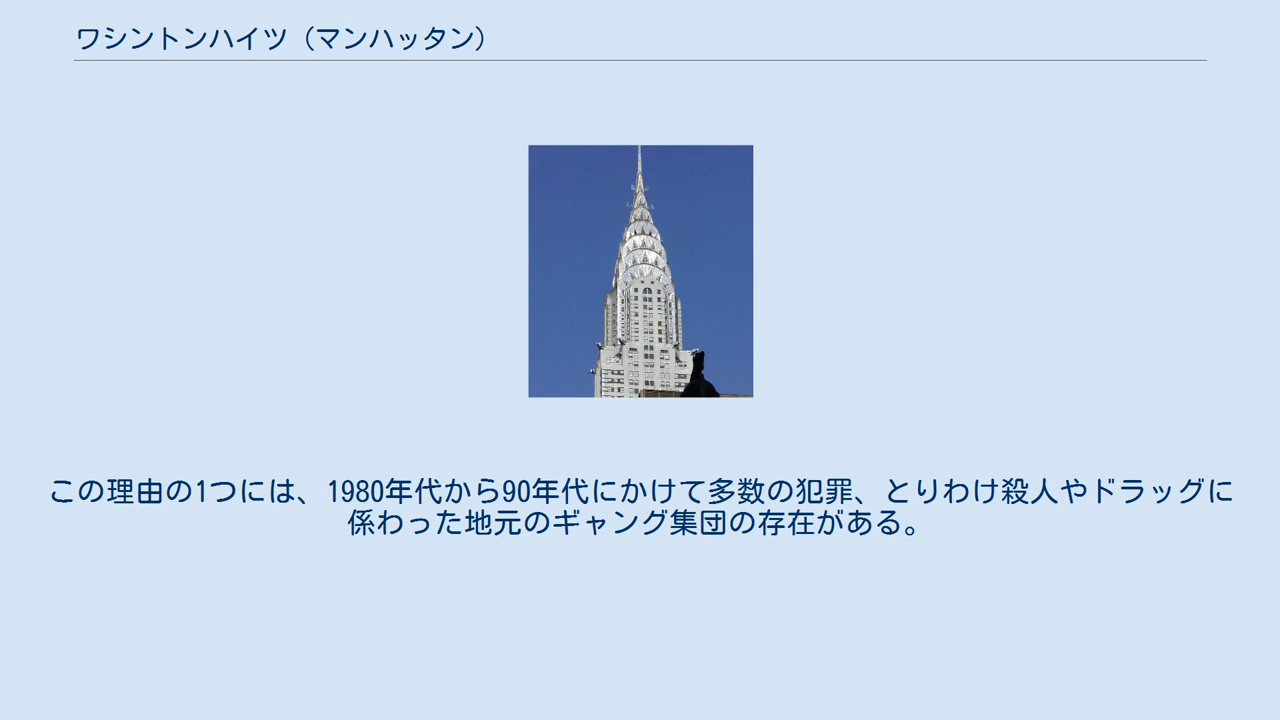 ワシントンハイツ（マンハッタン）
この理由の1つには、1980年代から90年代にかけて多数の犯罪、とりわけ殺人やドラッグに
係わった地元のギャング集団の存在がある。